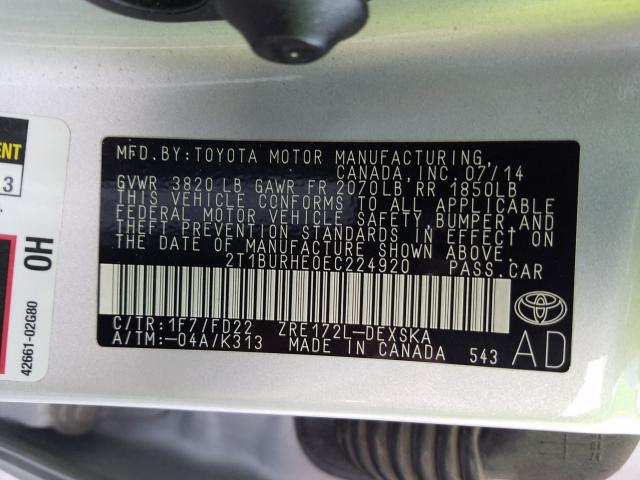 MFD.BY:TOYOTA MOTOR MANUFACTURING,
CANADA, INC.07/14
GVWR 3820 LB GAWR FR 2070LB RR 1850LB
THIS VEHICLE CONFORMS TO ALL APPLICABLE
FEDERAL MOTOR VEHICLE SAFETY, BUMPER, AND
THEFT PREVENTION STANDARDS IN EFFECT ON
THE DATE OF MANUFACTURE SHOWN ABOVE.
2T1BURHE0EC224920 PASS.CAR
C/TR:1F7/FD22 ZRE172L-DEXSKA
A/TM:-04A/K313 MADE IN CANADA 543
AD
3
0H
42661-02G80